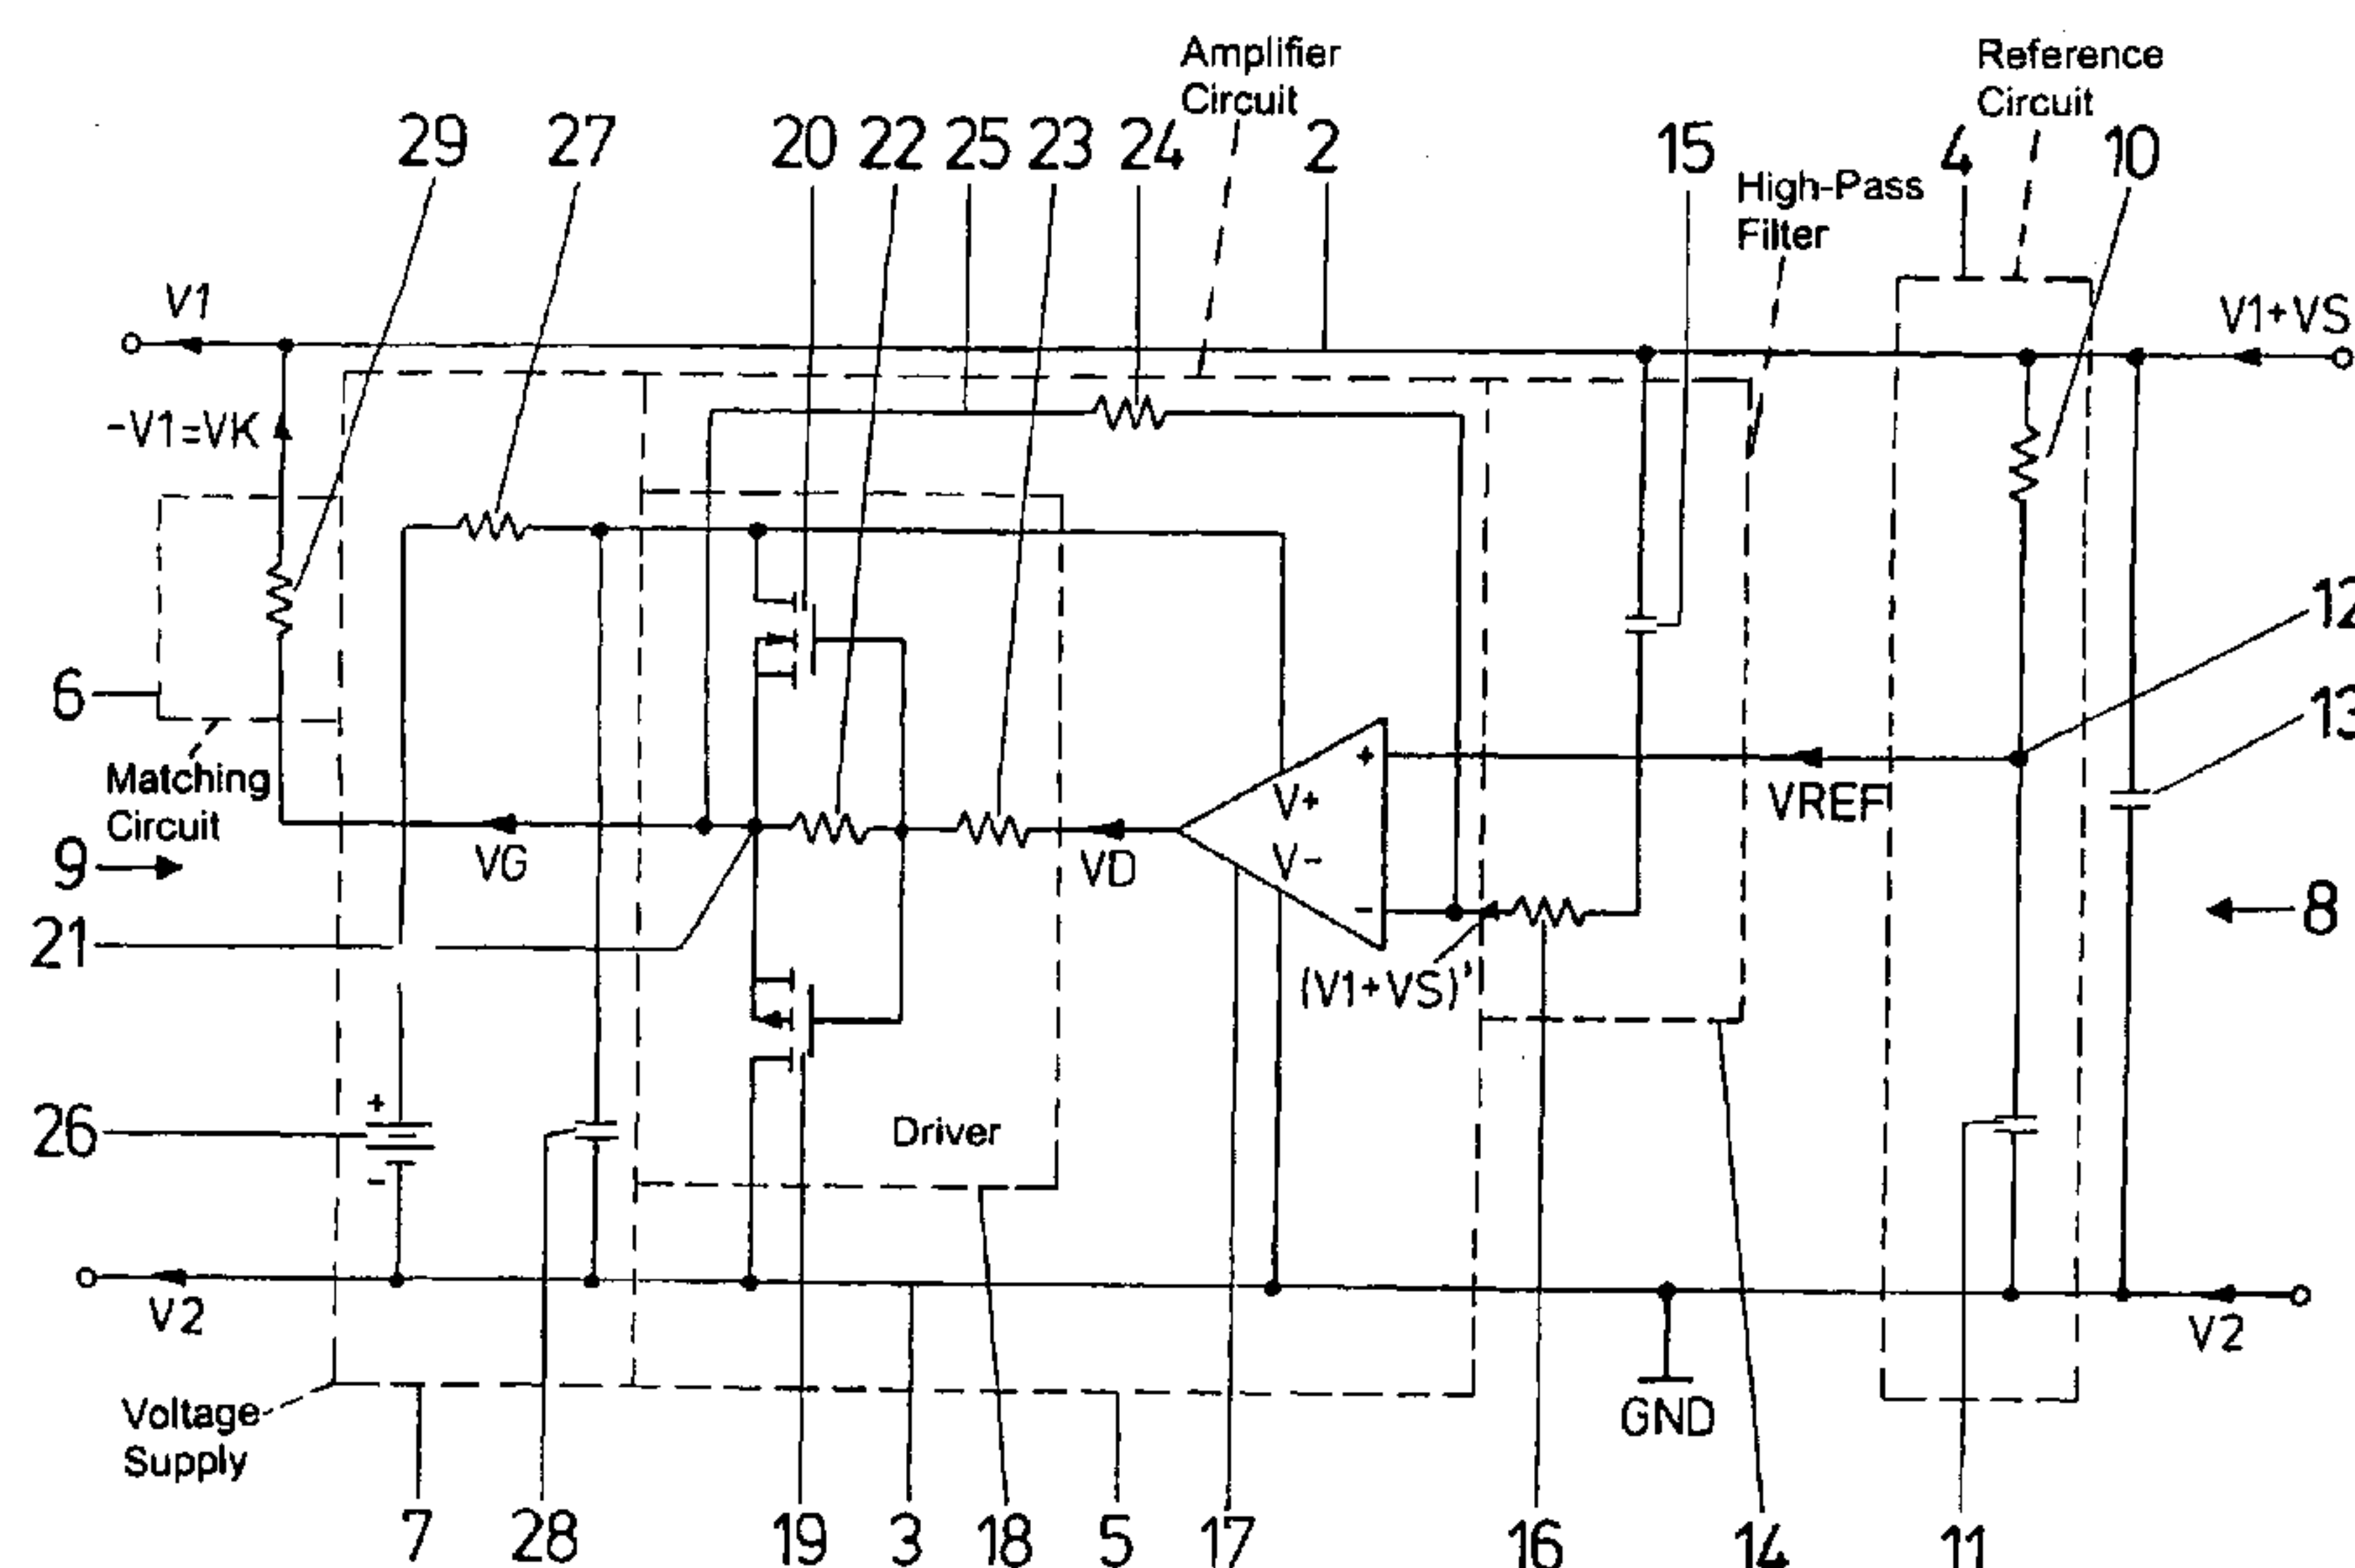 Amplifier
Circuit
Reference
Circuit
29
27
20
22
25
23
24
2
15
High-Pass
Filter
4
10
V1
V1+VS
-V1=VK
12
13
6
Matching
Circuit
9
VG
VD
V+
V-
+
-
VREF
8
21
(V1+VS)'
26
+
-
Driver
V2
V2
GND
Voltage
Supply
7
28
19
3
18
5
17
16
14
11